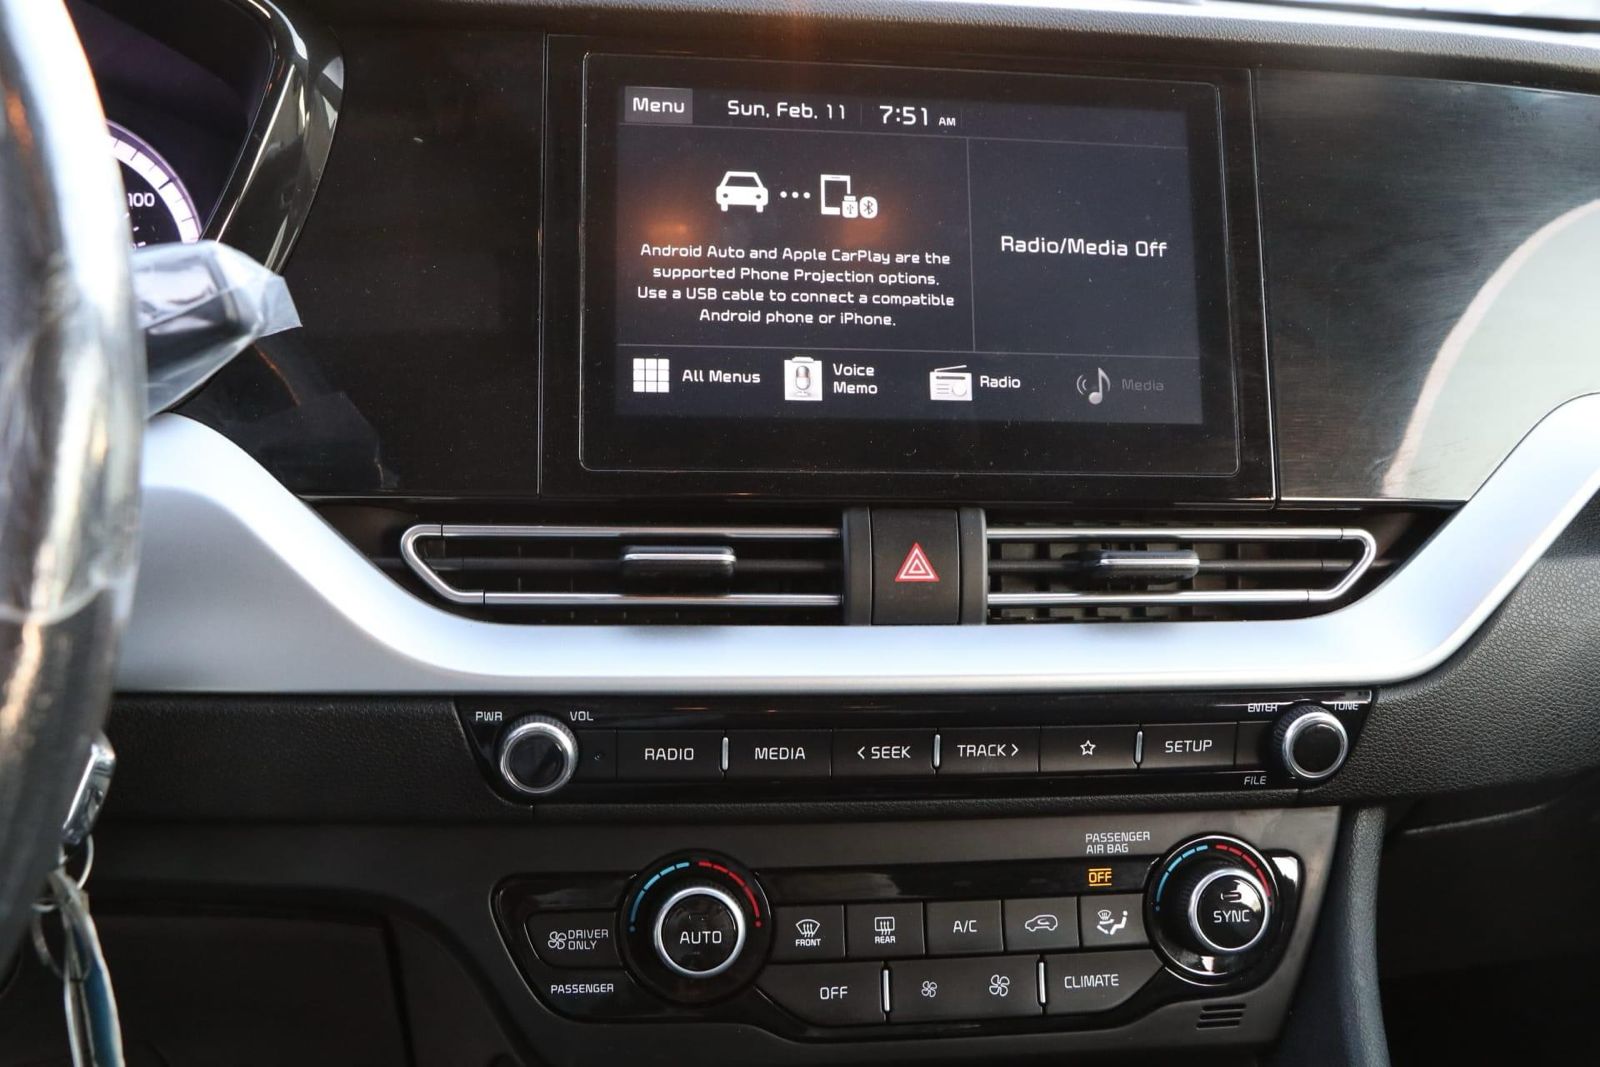 Menu
Sun, Feb. 11
7:51 AM
100
Android Auto and Apple CarPlay are the
supported Phone Projection options.
Use a USB cable to connect a compatible
Android phone or iPhone.
Radio/Media Off
All Menus
Voice
Memo
Radio
Media
PWR
VOL
RADIO
MEDIA
< SEEK
TRACK >
☆
SETUP
ENTER
TUNE
FILE
PASSENGER
AIR BAG
OFF
DRIVER
ONLY
PASSENGER
AUTO
FRONT
REAR
A/C
SYNC
OFF
CLIMATE